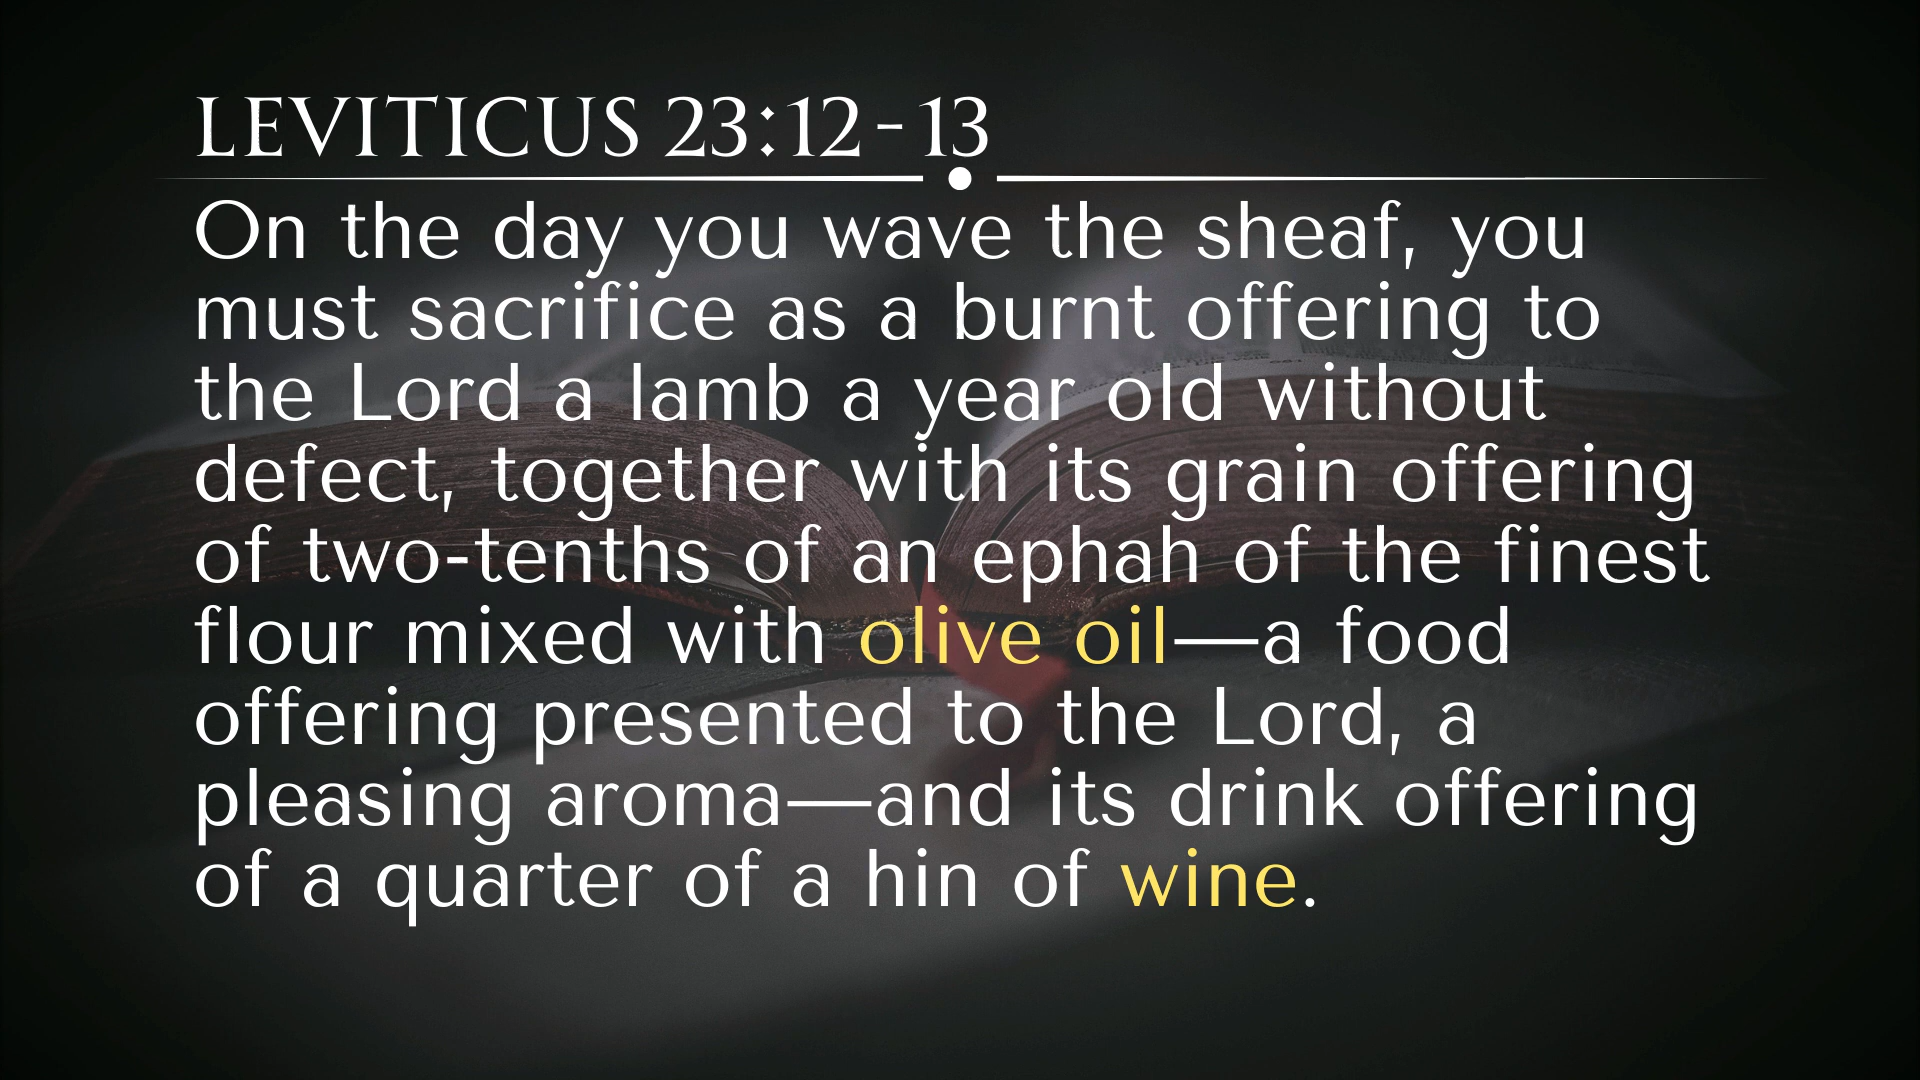 LEVITICUS 23:12-13
On the day you wave the sheaf, you
must sacrifice as a burnt offering to
the Lord a lamb a year old without
defect, together with its grain offering
of two-tenths of an ephah of the finest
flour mixed with olive oil—a food
offering presented to the Lord, a
pleasing aroma—and its drink offering
of a quarter of a hin of wine.